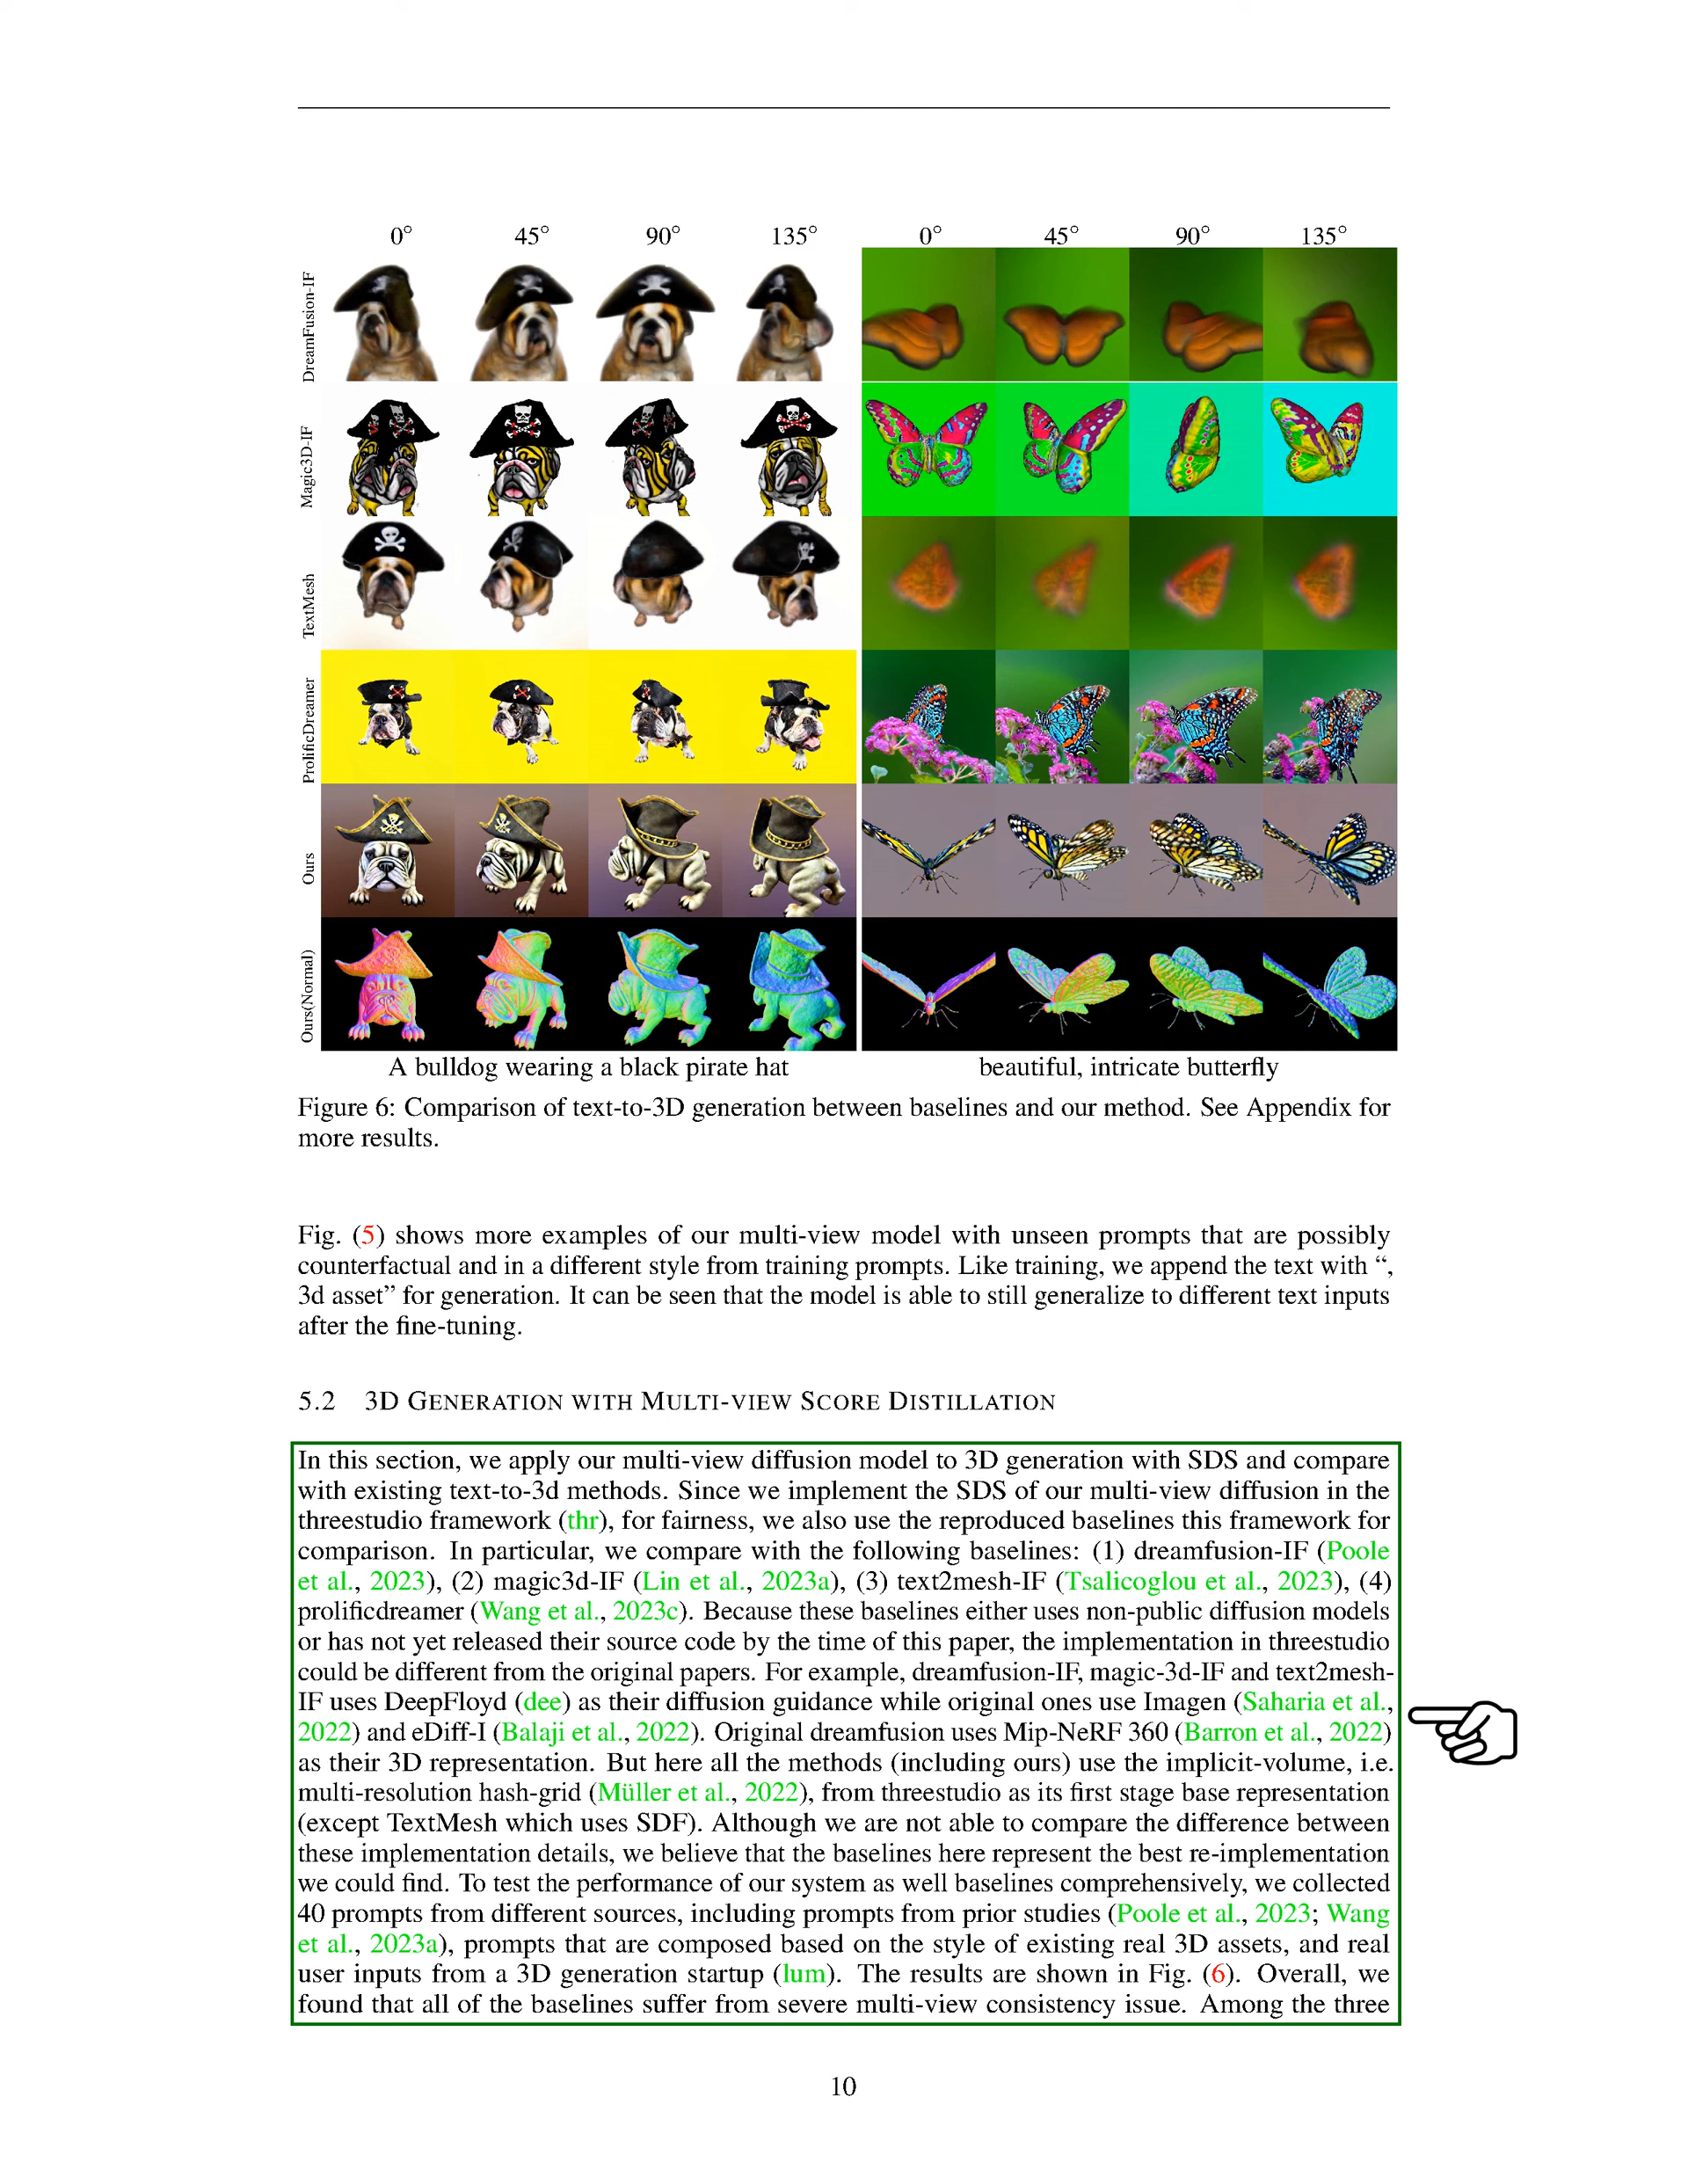 0° 45° 90° 135° 0° 45° 90° 135°
DreamFusion-IF
Magic3D-IF
TextMesh
ProlificDreamer
Ours
Ours(Normal)
A bulldog wearing a black pirate hat beautiful, intricate butterfly
Figure 6: Comparison of text-to-3D generation between baselines and our method. See Appendix for
more results.
Fig. (5) shows more examples of our multi-view model with unseen prompts that are possibly
counterfactual and in a different style from training prompts. Like training, we append the text with “,
3d asset” for generation. It can be seen that the model is able to still generalize to different text inputs
after the fine-tuning.
5.2 3D GENERATION WITH MULTI-VIEW SCORE DISTILLATION
In this section, we apply our multi-view diffusion model to 3D generation with SDS and compare
with existing text-to-3d methods. Since we implement the SDS of our multi-view diffusion in the
threestudio framework (thr), for fairness, we also use the reproduced baselines this framework for
comparison. In particular, we compare with the following baselines: (1) dreamfusion-IF (Poole
et al., 2023), (2) magic3d-IF (Lin et al., 2023a), (3) text2mesh-IF (Tsalicoglou et al., 2023), (4)
prolificdreamer (Wang et al., 2023c). Because these baselines either uses non-public diffusion models
or has not yet released their source code by the time of this paper, the implementation in threestudio
could be different from the original papers. For example, dreamfusion-IF, magic-3d-IF and text2mesh-
IF uses DeepFloyd (dee) as their diffusion guidance while original ones use Imagen (Saharia et al.,
2022) and eDiff-I (Balaji et al., 2022). Original dreamfusion uses Mip-NeRF 360 (Barron et al., 2022)
as their 3D representation. But here all the methods (including ours) use the implicit-volume, i.e.
multi-resolution hash-grid (Müller et al., 2022), from threestudio as its first stage base representation
(except TextMesh which uses SDF). Although we are not able to compare the difference between
these implementation details, we believe that the baselines here represent the best re-implementation
we could find. To test the performance of our system as well baselines comprehensively, we collected
40 prompts from different sources, including prompts from prior studies (Poole et al., 2023; Wang
et al., 2023a), prompts that are composed based on the style of existing real 3D assets, and real
user inputs from a 3D generation startup (lum). The results are shown in Fig. (6). Overall, we
found that all of the baselines suffer from severe multi-view consistency issue. Among the three
10